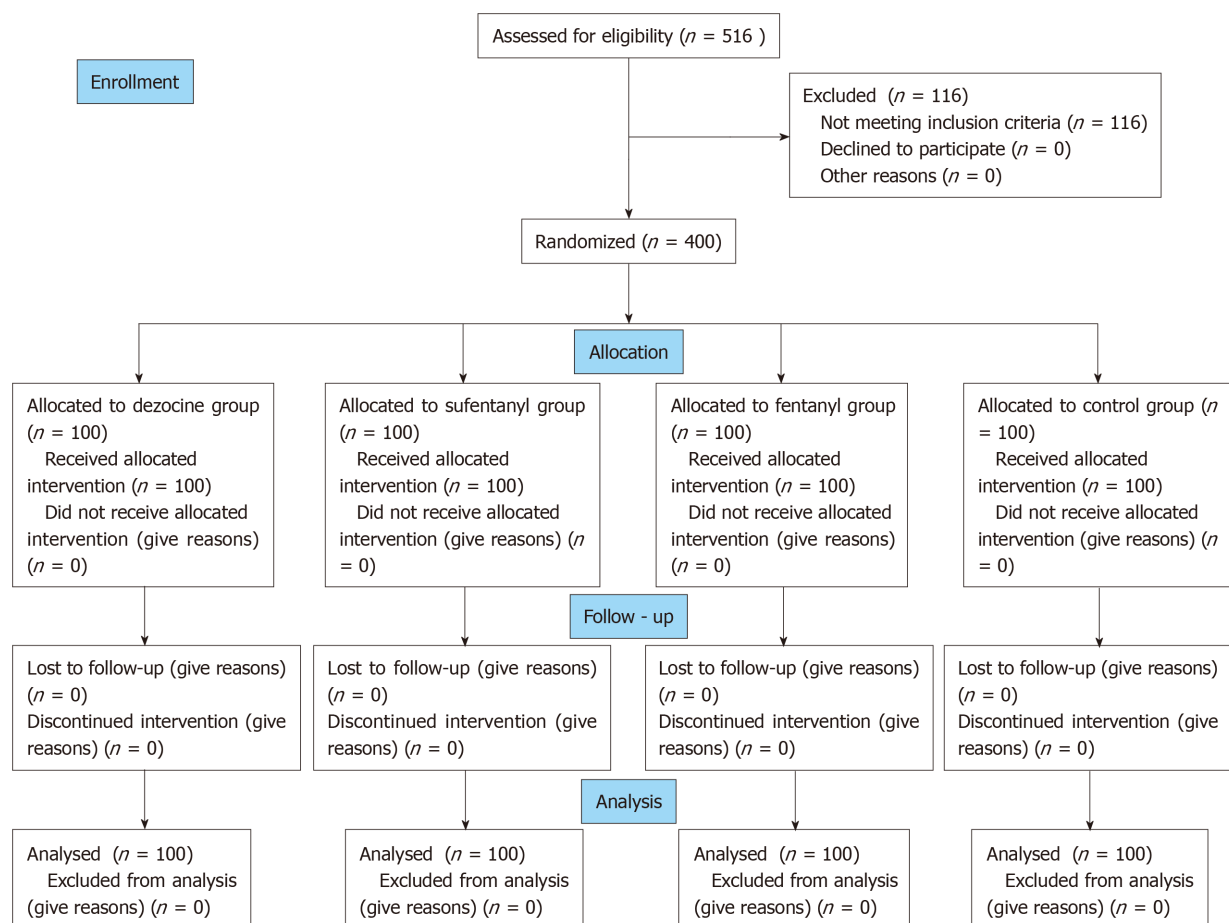 Assessed for eligibility (n = 516 )
Enrollment
Excluded (n = 116)
Not meeting inclusion criteria (n = 116)
Declined to participate (n = 0)
Other reasons (n = 0)
Randomized (n = 400)
Allocation
Allocated to dezocine group
(n = 100)
Received allocated
intervention (n = 100)
Did not receive allocated
intervention (give reasons)
(n = 0)
Allocated to sufentanyl group
(n = 100)
Received allocated
intervention (n = 100)
Did not receive allocated
intervention (give reasons) (n
= 0)
Allocated to fentanyl group
(n = 100)
Received allocated
intervention (n = 100)
Did not receive allocated
intervention (give reasons)
(n = 0)
Allocated to control group (n
= 100)
Received allocated
intervention (n = 100)
Did not receive allocated
intervention (give reasons) (n
= 0)
Follow - up
Lost to follow-up (give reasons)
(n = 0)
Discontinued intervention (give
reasons) (n = 0)
Lost to follow-up (give reasons)
(n = 0)
Discontinued intervention (give
reasons) (n = 0)
Lost to follow-up (give reasons)
(n = 0)
Discontinued intervention (give
reasons) (n = 0)
Lost to follow-up (give reasons)
(n = 0)
Discontinued intervention (give
reasons) (n = 0)
Analysis
Analysed (n = 100)
Excluded from analysis
(give reasons) (n = 0)
Analysed (n = 100)
Excluded from analysis
(give reasons) (n = 0)
Analysed (n = 100)
Excluded from analysis
(give reasons) (n = 0)
Analysed (n = 100)
Excluded from analysis
(give reasons) (n = 0)